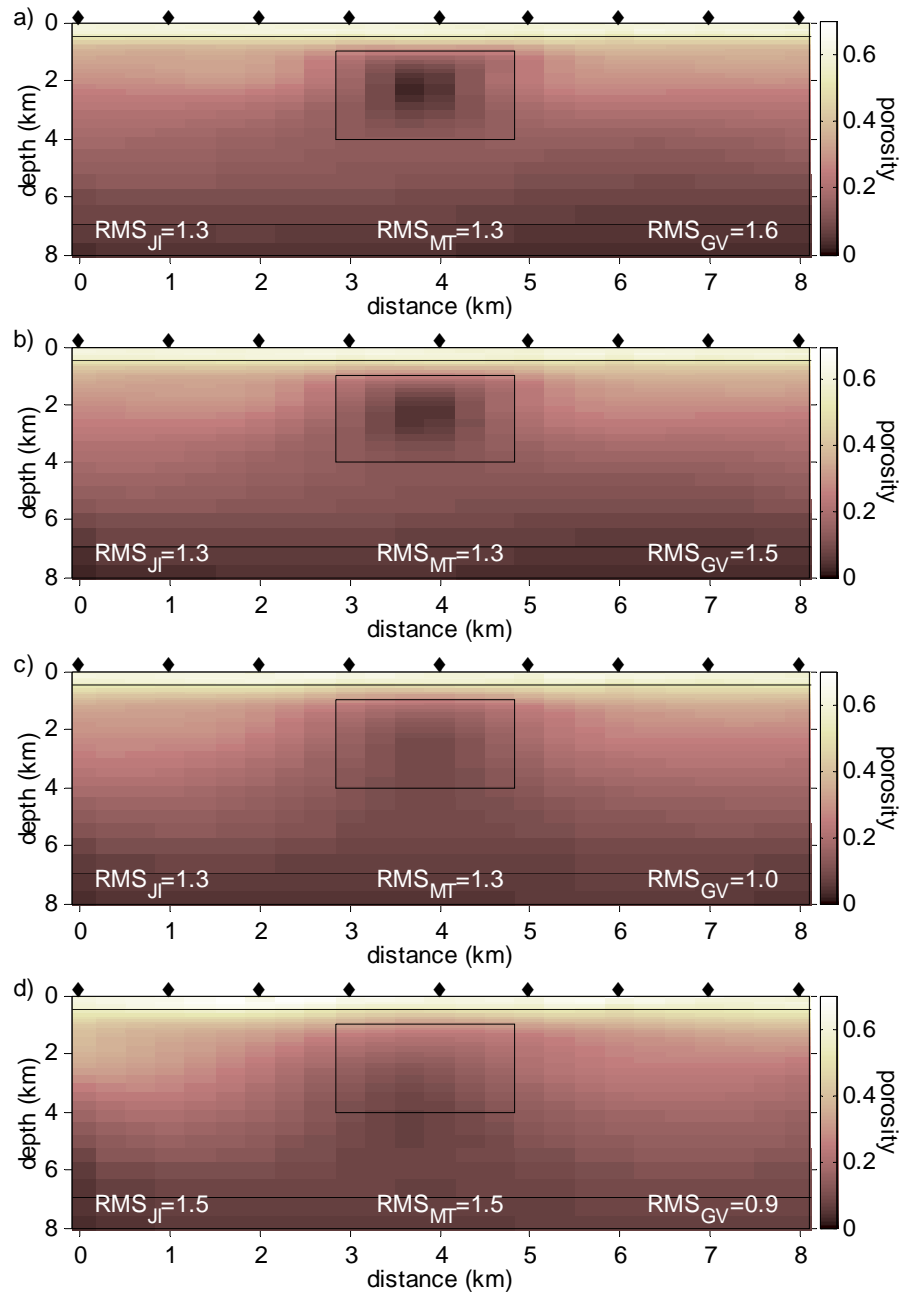 a)
0
2
4
6
8
depth (km)
RMS_JI=1.3
RMS_MT=1.3
RMS_GV=1.6
0 1 2 3 4 5 6 7 8
distance (km)
0.6
0.4
0.2
0
porosity
b)
0
2
4
6
8
depth (km)
RMS_JI=1.3
RMS_MT=1.3
RMS_GV=1.5
0 1 2 3 4 5 6 7 8
distance (km)
0.6
0.4
0.2
0
porosity
c)
0
2
4
6
8
depth (km)
RMS_JI=1.3
RMS_MT=1.3
RMS_GV=1.0
0 1 2 3 4 5 6 7 8
distance (km)
0.6
0.4
0.2
0
porosity
d)
0
2
4
6
8
depth (km)
RMS_JI=1.5
RMS_MT=1.5
RMS_GV=0.9
0 1 2 3 4 5 6 7 8
distance (km)
0.6
0.4
0.2
0
porosity